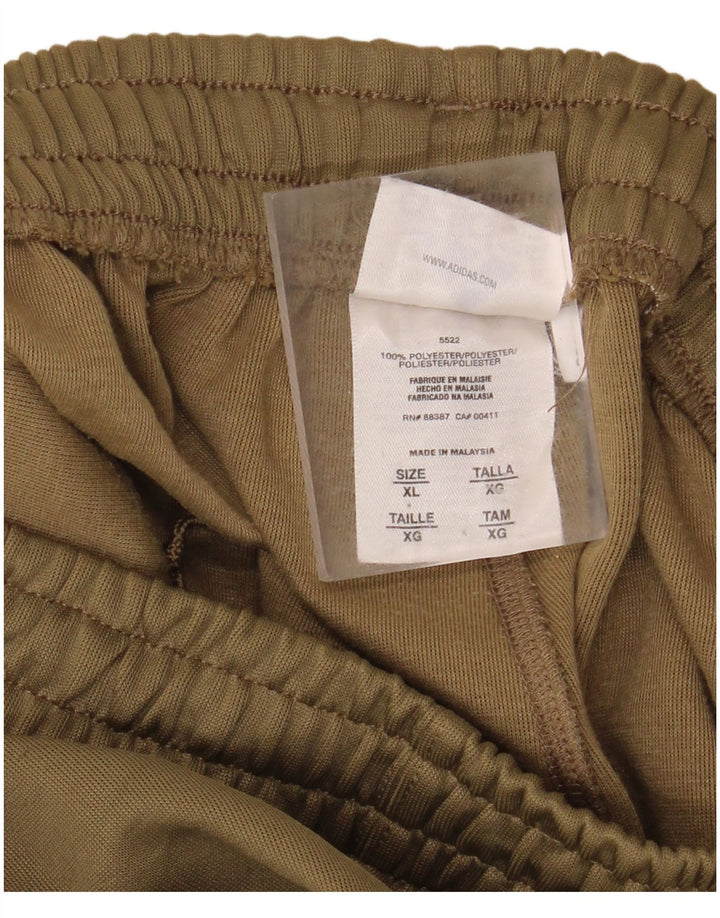 WWW.ADIDAS.COM
5522
100% POLYESTER/POLYESTER/
POLIESTER/POLIÉSTER
FABRIQUE EN MALAISIE
HECHO EN MALASIA
FABRICADO NA MALASIA
RN# 88387 CA# 00411
MADE IN MALAYSIA
SIZE TALLA
XL XG
TAILLE TAM
XG XG